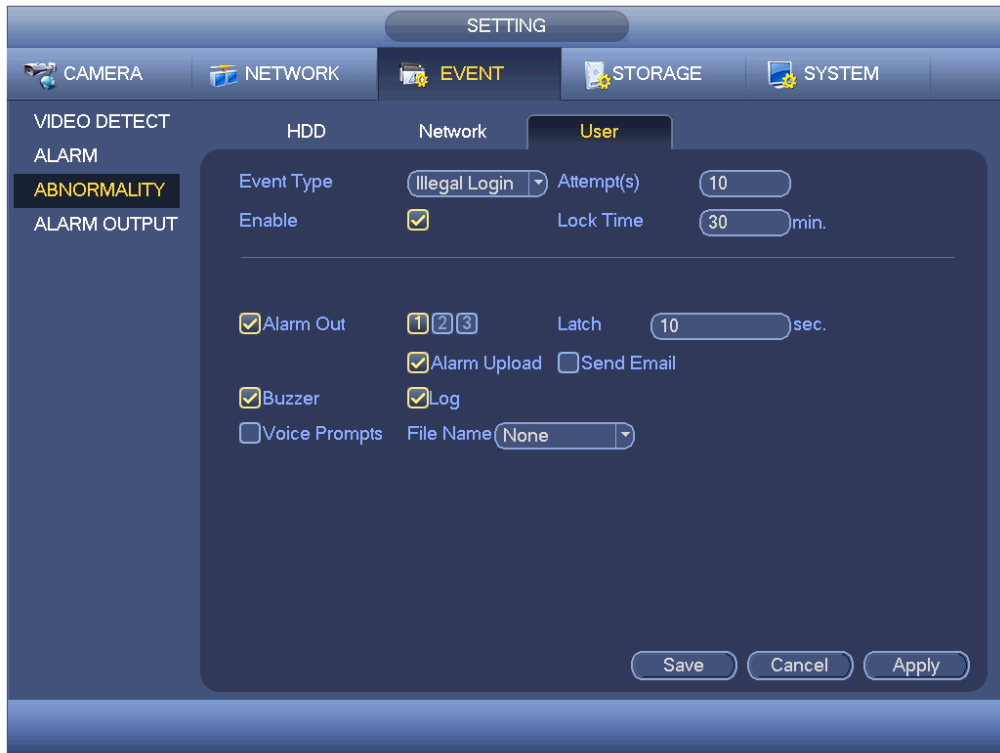 SETTING
CAMERA NETWORK EVENT STORAGE SYSTEM
VIDEO DETECT
ALARM
ABNORMALITY
ALARM OUTPUT
HDD Network User
Event Type Illegal Login Attempt(s) 10
Enable Lock Time 30 min.
Alarm Out 1 2 3 Latch 10 sec.
Alarm Upload Send Email
Buzzer Log
Voice Prompts File Name None
Save Cancel Apply